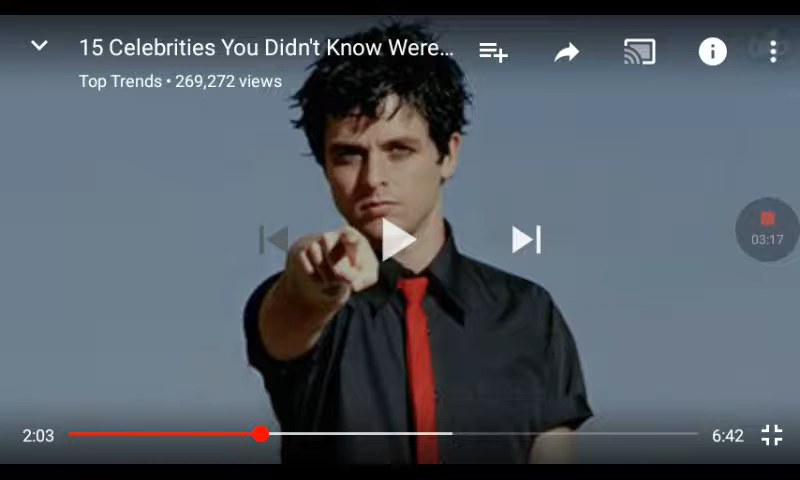 15 Celebrities You Didn't Know Were...
Top Trends • 269,272 views
03:17
2:03
6:42